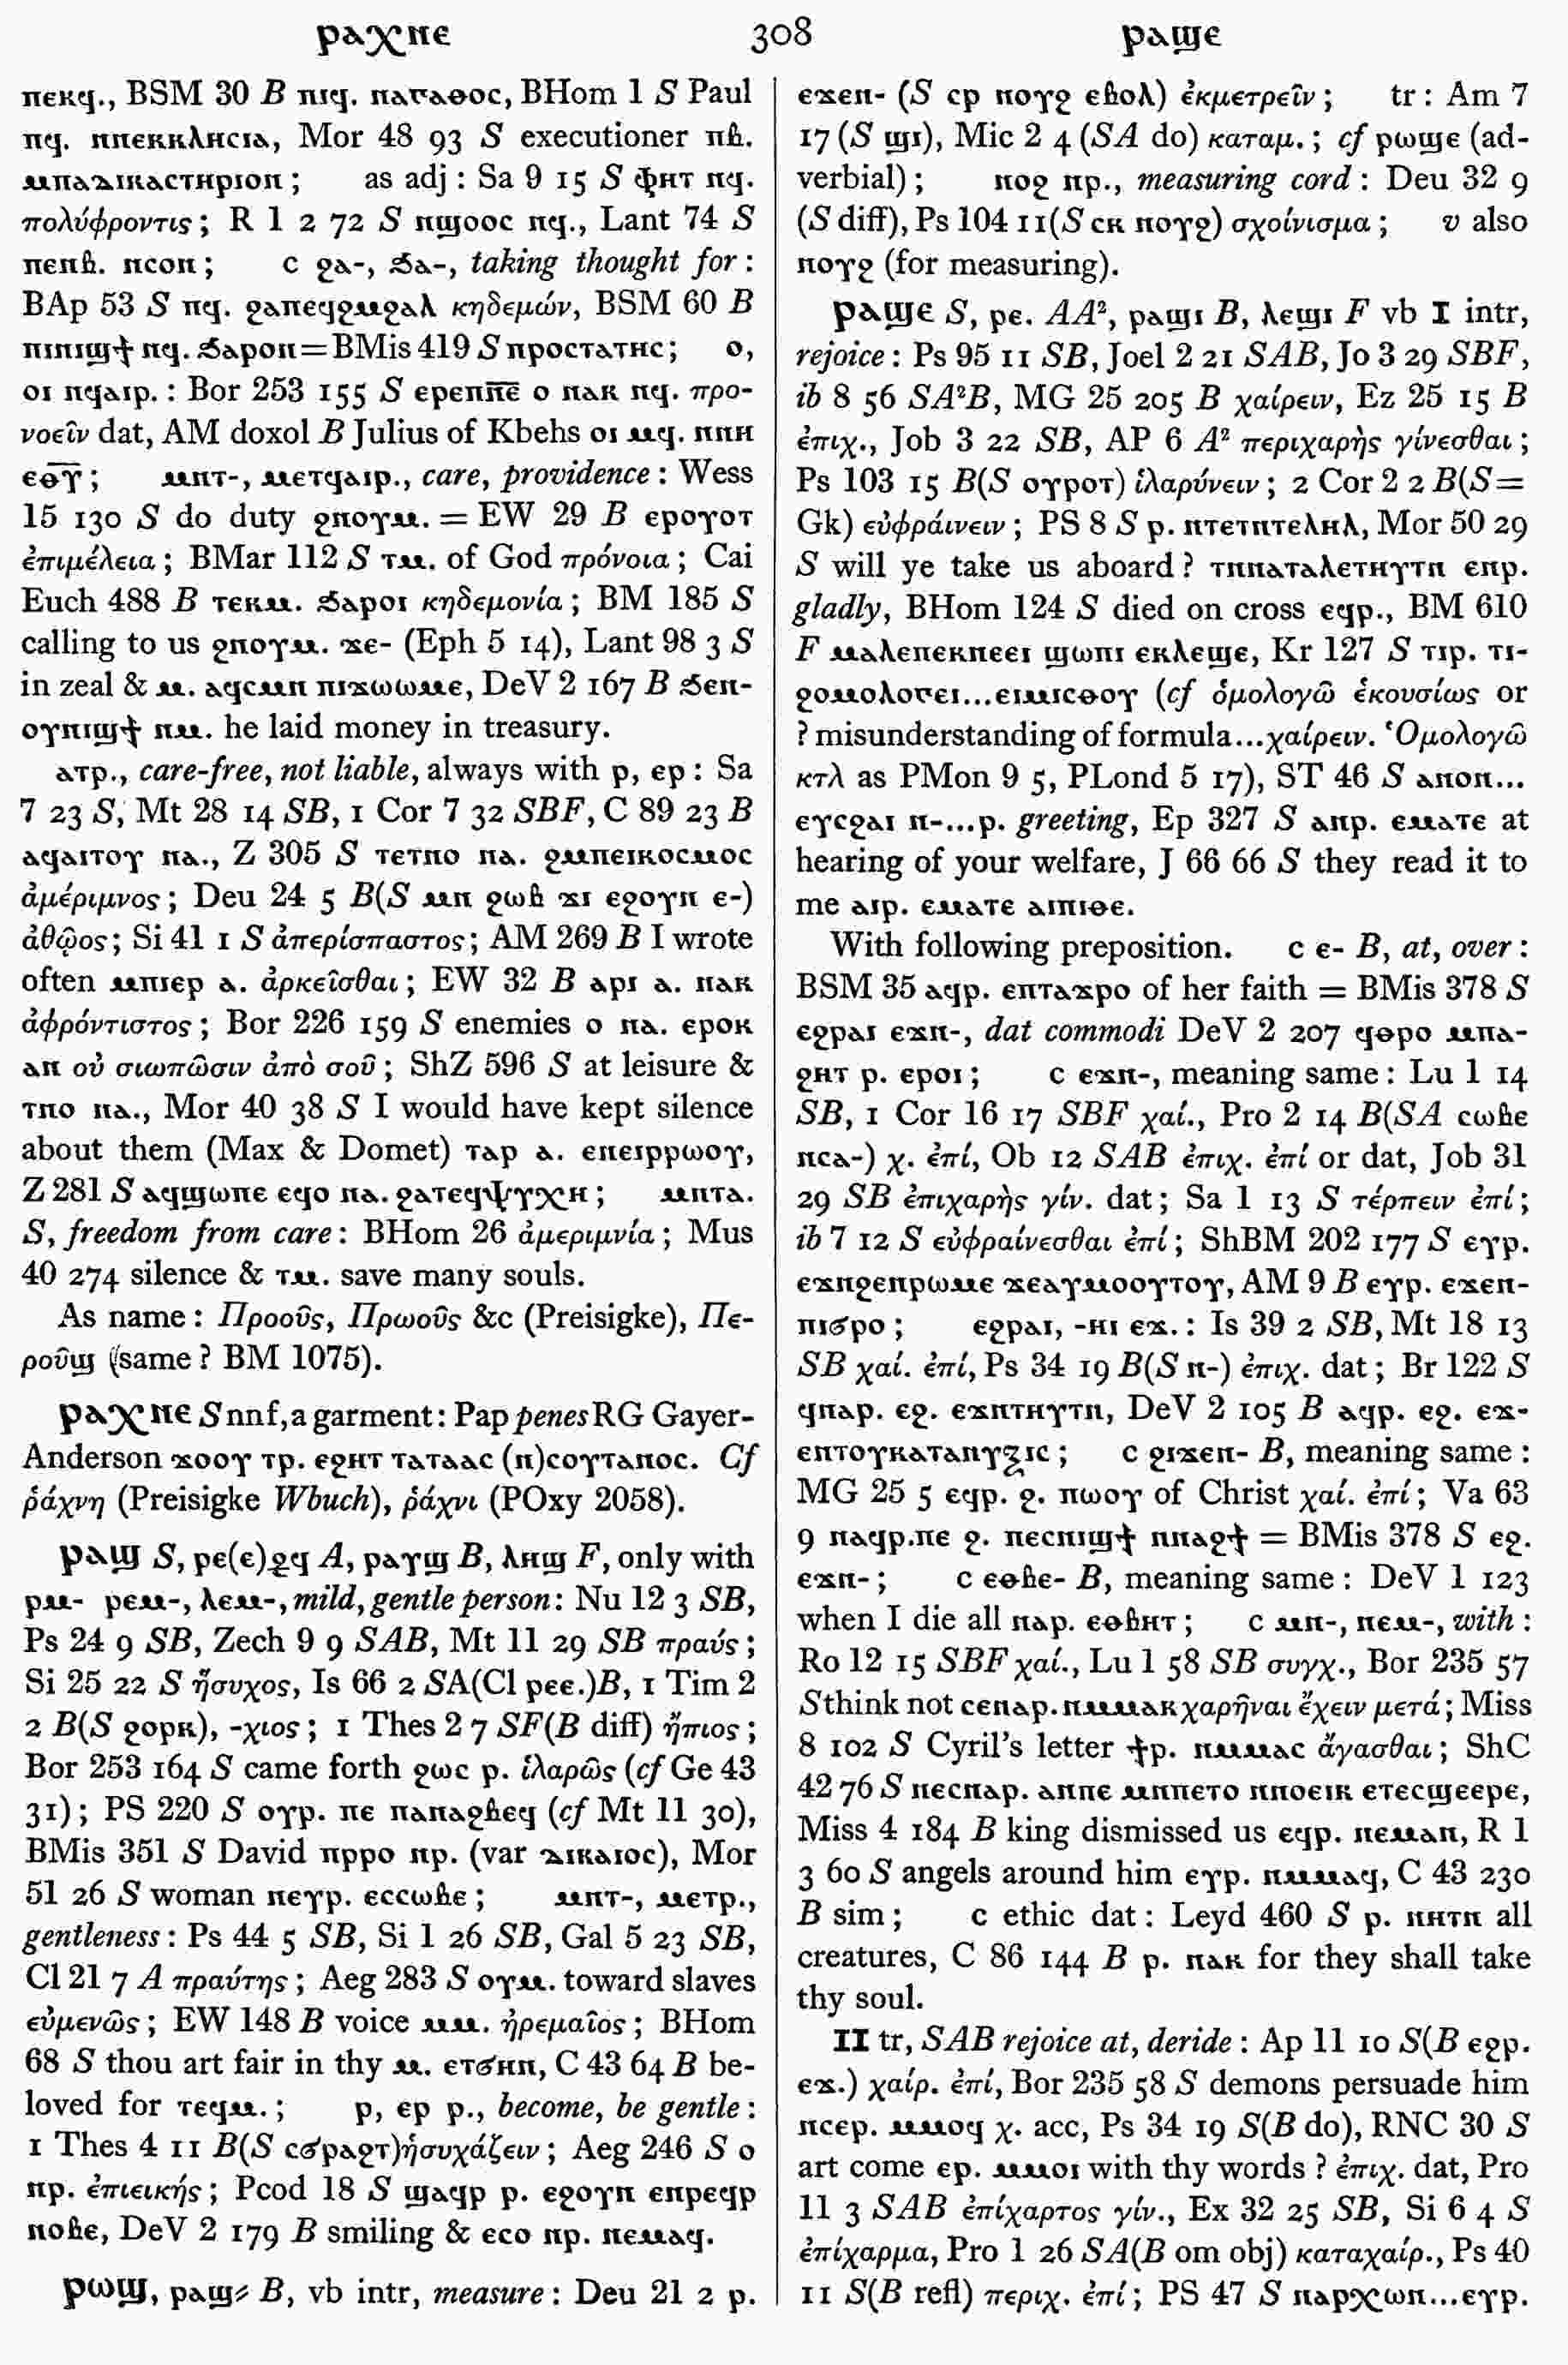 ⲣⲁⲭⲛⲉ 308 ⲣⲁϣⲉ
ⲡⲉⲕϥ., BSM 30 B ⲡⲓϥ. ⲛⲁⲅⲁⲑⲟⲥ, BHom 1 S Paul
ⲡϥ. ⲛⲛⲉⲕⲕⲗⲏⲥⲓⲁ, Mor 48 93 S executioner ⲡϥⲓ.
ⲙⲡⲁⲇⲓⲕⲁⲥⲧⲏⲣⲓⲟⲛ; as adj: Sa 9 15 S ⲫⲏⲧ ⲛϥ.
πολύφροντις; R 1 2 72 S ⲛϣⲟⲟⲥ ⲛϥ., Lant 74 S
ⲡⲉⲛϥⲓ. ⲛⲥⲟⲛ; c ϩⲁ-, ϧⲁ-, taking thought for:
BAp 53 S ⲡϥ. ϩⲁⲛⲉϥϩⲙϩⲁⲗ κηδεμών, BSM 60 B
ⲡⲓⲛⲓϣϯ ⲛϥ. ϧⲁⲣⲟⲛ=BMis 419 S ⲡⲣⲟⲥⲧⲁⲧⲏⲥ; ⲟ,
ⲟⲓ ⲛϥⲁⲓⲣ.: Bor 253 155 S ⲉⲣⲉⲡⲛ̅ⲉ̅ ⲟ ⲛⲁⲕ ⲛϥ. προ-
νοεῖν dat, AM doxol B Julius of Kbehs ⲟⲓ ⲙϥ. ⲛⲛⲏ
ⲉⲑ̅ⲩ̅; ⲙⲛⲧ-, ⲙⲉⲧϥⲁⲓⲣ., care, providence: Wess
15 130 S do duty ϩⲛⲟⲩⲙ. = EW 29 B ⲉⲣⲟⲩⲟⲧ
ἐπιμέλεια; BMar 112 S ⲧⲙ. of God πρόνοια; Cai
Euch 488 B ⲧⲉⲕⲙ. ϧⲁⲣⲟⲓ κηδεμονία; BM 185 S
calling to us ϩⲛⲟⲩⲙ. ϫⲉ- (Eph 5 14), Lant 98 3 S
in zeal & ⲙ. ⲁϥⲥⲙⲛ ⲡⲓϫⲱⲱⲙⲉ, DeV 2 167 B ϧⲉⲛ-
ⲟⲩⲛⲓϣϯ ⲛⲙ. he laid money in treasury.
ⲁⲧⲣ., care-free, not liable, always with ⲣ, ⲉⲣ: Sa
7 23 S, Mt 28 14 SB, 1 Cor 7 32 SBF, C 89 23 B
ⲁϥⲁⲓⲧⲟⲩ ⲛⲁ., Z 305 S ⲧⲉⲧⲛⲟ ⲛⲁ. ϩⲙⲡⲉⲓⲕⲟⲥⲙⲟⲥ
ἀμέριμνος; Deu 24 5 B(S ⲙⲛ ϩⲱⲃ ϫⲓ ⲉϩⲟⲩⲛ ⲉ-)
ἀθῷος; Si 41 1 S ἀπερίσπαστος; AM 269 B I wrote
often ⲙⲡⲓⲉⲣ ⲁ. ἀρκεῖσθαι; EW 32 B ⲁⲣⲓ ⲁ. ⲛⲁⲕ
ἀφρόντιστος; Bor 226 159 S enemies ⲟ ⲛⲁ. ⲉⲣⲟⲕ
ⲁⲛ οὐ σιωπῶσιν ἀπὸ σοῦ; ShZ 596 S at leisure &
ⲧⲛⲟ ⲛⲁ., Mor 40 38 S I would have kept silence
about them (Max & Domet) ⲧⲁⲣ ⲁ. ⲉⲡⲉⲓⲣⲣⲱⲟⲩ,
Z 281 S ⲁϥϣⲱⲡⲉ ⲉϥⲟ ⲛⲁ. ϩⲁⲧⲉϥⲯⲩⲭⲏ; ⲙⲛⲧⲁ.
S, freedom from care: BHom 26 ἀμεριμνία; Mus
40 274 silence & ⲧⲙ. save many souls.
As name: Προοῦς, Πρωοῦς &c (Preisigke), Πε-
ροῦϣ (same? BM 1075).
ⲣⲁⲭⲛⲉ S nnf, a garment: Pap penes RG Gayer-
Anderson ϫⲟⲟⲩ ⲧⲣ. ⲉϩⲏⲧ ⲧⲁⲧⲁⲁⲥ (ⲛ)ⲥⲟⲩⲧⲁⲛⲟⲥ. Cf
ῥάχνη (Preisigke Wbuch), ῥάχνι (POxy 2058).
ⲣⲁϣ S, ⲣⲉ(ⲉ)ϩϥ A, ⲣⲁⲩϣ B, ⲗⲏϣ F, only with
ⲣⲙ- ⲣⲉⲙ-, ⲗⲉⲙ-, mild, gentle person: Nu 12 3 SB,
Ps 24 9 SB, Zech 9 9 SAB, Mt 11 29 SB πραΰς;
Si 25 22 S ἥσυχος, Is 66 2 SA(Cl ⲣⲉⲉ.)B, 1 Tim 2
2 B(S ϩⲟⲣⲕ), -χιος; 1 Thes 2 7 SF(B diff) ἤπιος;
Bor 253 164 S came forth ϩⲱⲥ ⲣ. ἱλαρῶς (cf Ge 43
31); PS 220 S ⲟⲩⲣ. ⲡⲉ ⲡⲁⲛⲁϩⲃⲉϥ (cf Mt 11 30),
BMis 351 S David ⲡⲣⲣⲟ ⲛⲣ. (var ⲇⲓⲕⲁⲓⲟⲥ), Mor
51 26 S woman ⲛⲉⲩⲣ. ⲉⲥⲥⲱⲃⲉ; ⲙⲛⲧ-, ⲙⲉⲧⲣ.,
gentleness: Ps 44 5 SB, Si 1 26 SB, Gal 5 23 SB,
Cl 21 7 A πραΰτης; Aeg 283 S ⲟⲩⲙ. toward slaves
εὐμενῶς; EW 148 B voice ⲙⲙ. ἠρεμαῖος; BHom
68 S thou art fair in thy ⲙ. ⲉⲧϭⲏⲛ, C 43 64 B be-
loved for ⲧⲉϥⲙ.; ⲣ, ⲉⲣ ⲣ., become, be gentle:
1 Thes 4 11 B(S ⲥϭⲣⲁϩⲧ)ἡσυχάζειν; Aeg 246 S ⲟ
ⲛⲣ. ἐπιεικής; Pcod 18 S ϣⲁϥⲣ ⲣ. ⲉϩⲟⲩⲛ ⲉⲡⲣⲉϥⲣ
ⲛⲟⲃⲉ, DeV 2 179 B smiling & ⲉⲥⲟ ⲛⲣ. ⲛⲉⲙⲁϥ.
ⲣⲱϣ, ⲣⲁϣ⸗ B, vb intr, measure: Deu 21 2 ⲣ.
ⲉϫⲉⲛ- (S ⲥⲣ ⲛⲟⲩϩ ⲉⲃⲟⲗ) ἐκμετρεῖν; tr: Am 7
17 (S ϣⲓ), Mic 2 4 (SA do) καταμ.; cf ⲣⲱϣⲉ (ad-
verbial); ⲛⲟϩ ⲛⲣ., measuring cord: Deu 32 9
(S diff), Ps 104 11(S ⲥⲕ ⲛⲟⲩϩ) σχοίνισμα; v also
ⲛⲟⲩϩ (for measuring).
ⲣⲁϣⲉ S, ⲣⲉ. AA², ⲣⲁϣⲓ B, ⲗⲉϣⲓ F vb I intr,
rejoice: Ps 95 11 SB, Joel 2 21 SAB, Jo 3 29 SBF,
ib 8 56 SA²B, MG 25 205 B χαίρειν, Ez 25 15 B
ἐπιχ., Job 3 22 SB, AP 6 A² περιχαρὴς γίνεσθαι;
Ps 103 15 B(S ⲟⲩⲣⲟⲧ) ἱλαρύνειν; 2 Cor 2 2 B(S=
Gk) εὐφράινειν; PS 8 S ⲣ. ⲛⲧⲉⲧⲛⲧⲉⲗⲏⲗ, Mor 50 29
S will ye take us aboard? ⲧⲛⲛⲁⲧⲁⲗⲉⲧⲏⲩⲧⲛ ⲉⲛⲣ.
gladly, BHom 124 S died on cross ⲉϥⲣ., BM 610
F ⲙⲁⲗⲉⲡⲉⲕⲛⲉⲉⲓ ϣⲱⲡⲓ ⲉⲕⲗⲉϣⲉ, Kr 127 S ⲧⲓⲣ. ⲧⲓ-
ϩⲟⲙⲟⲗⲟⲅⲉⲓ...ⲉⲓⲙⲓⲥⲑⲟⲩ (cf ὁμολογῶ ἑκουσίως or
? misunderstanding of formula...χαίρειν. Ὁμολογῶ
κτλ as PMon 9 5, PLond 5 17), ST 46 S ⲁⲛⲟⲛ...
ⲉⲩⲥϩⲁⲓ ⲛ-...ⲣ. greeting, Ep 327 S ⲁⲛⲣ. ⲉⲙⲁⲧⲉ at
hearing of your welfare, J 66 66 S they read it to
me ⲁⲓⲣ. ⲉⲙⲁⲧⲉ ⲁⲓⲡⲓⲑⲉ.
With following preposition. c ⲉ- B, at, over:
BSM 35 ⲁϥⲣ. ⲉⲡⲧⲁϫⲣⲟ of her faith = BMis 378 S
ⲉϩⲣⲁⲓ ⲉϫⲛ-, dat commodi DeV 2 207 ϥⲑⲣⲟ ⲙⲡⲁ-
ϩⲏⲧ ⲣ. ⲉⲣⲟⲓ; c ⲉϫⲛ-, meaning same: Lu 1 14
SB, 1 Cor 16 17 SBF χαί., Pro 2 14 B(SA ⲥⲱⲃⲉ
ⲛⲥⲁ-) χ. ἐπί, Ob 12 SAB ἐπιχ. ἐπί or dat, Job 31
29 SB ἐπιχαρὴς γίν. dat; Sa 1 13 S τέρπειν ἐπί;
ib 7 12 S εὐφραίνεσθαι ἐπί; ShBM 202 177 S ⲉⲩⲣ.
ⲉϫⲛϩⲉⲛⲣⲱⲙⲉ ϫⲉⲁⲩⲙⲟⲟⲩⲧⲟⲩ, AM 9 B ⲉⲩⲣ. ⲉϫⲉⲛ-
ⲡⲓϭⲣⲟ; ⲉϩⲣⲁⲓ, -ⲏⲓ ⲉϫ.: Is 39 2 SB, Mt 18 13
SB χαί. ἐπί, Ps 34 19 B(S ⲛ-) ἐπιχ. dat; Br 122 S
ϥⲛⲁⲣ. ⲉϩ. ⲉϫⲛⲧⲏⲩⲧⲛ, DeV 2 105 B ⲁϥⲣ. ⲉϩ. ⲉϫ-
ⲉⲛⲧⲟⲩⲕⲁⲧⲁⲛⲩⲝⲓⲥ; c ϩⲓϫⲉⲛ- B, meaning same:
MG 25 5 ⲉϥⲣ. ϩ. ⲡⲱⲟⲩ of Christ χαί. ἐπί; Va 63
9 ⲛⲁϥⲣ.ⲡⲉ ϩ. ⲡⲉⲥⲛⲓϣϯ ⲛⲛⲁϩϯ = BMis 378 S ⲉϩ.
ⲉϫⲛ-; c ⲉⲑⲃⲉ- B, meaning same: DeV 1 123
when I die all ⲛⲁⲣ. ⲉⲑⲃⲏⲧ; c ⲙⲛ-, ⲛⲉⲙ-, with:
Ro 12 15 SBF χαί., Lu 1 58 SB συγχ., Bor 235 57
S think not ⲥⲉⲛⲁⲣ. ⲛⲙⲙⲁⲕ χαρῆναι ἔχειν μετά; Miss
8 102 S Cyril's letter ϯⲣ. ⲛⲙⲙⲁⲥ ἄγασθαι; ShC
42 76 S ⲛⲉⲥⲛⲁⲣ. ⲁⲛⲡⲉ ⲙⲛⲡⲉⲧⲟ ⲛⲛⲟⲉⲓⲕ ⲉⲧⲉⲥϣⲉⲉⲣⲉ,
Miss 4 184 B king dismissed us ⲉϥⲣ. ⲛⲉⲙⲁⲛ, R 1
3 60 S angels around him ⲉⲩⲣ. ⲛⲙⲙⲁϥ, C 43 230
B sim; c ethic dat: Leyd 460 S ⲣ. ⲛⲏⲧⲛ all
creatures, C 86 144 B ⲣ. ⲛⲁⲕ for they shall take
thy soul.
II tr, SAB rejoice at, deride: Ap 11 10 S(B ⲉϩⲣ.
ⲉϫ.) χαίρ. ἐπί, Bor 235 58 S demons persuade him
ⲛⲥⲉⲣ. ⲙⲙⲟϥ χ. acc, Ps 34 19 S(B do), RNC 30 S
art come ⲉⲣ. ⲙⲙⲟⲓ with thy words? ἐπιχ. dat, Pro
11 3 SAB ἐπίχαρτος γίν., Ex 32 25 SB, Si 6 4 S
ἐπίχαρμα, Pro 1 26 SA(B om obj) καταχαίρ., Ps 40
11 S(B refl) περιχ. ἐπί; PS 47 S ⲛⲁⲣⲭⲱⲛ...ⲉⲩⲣ.